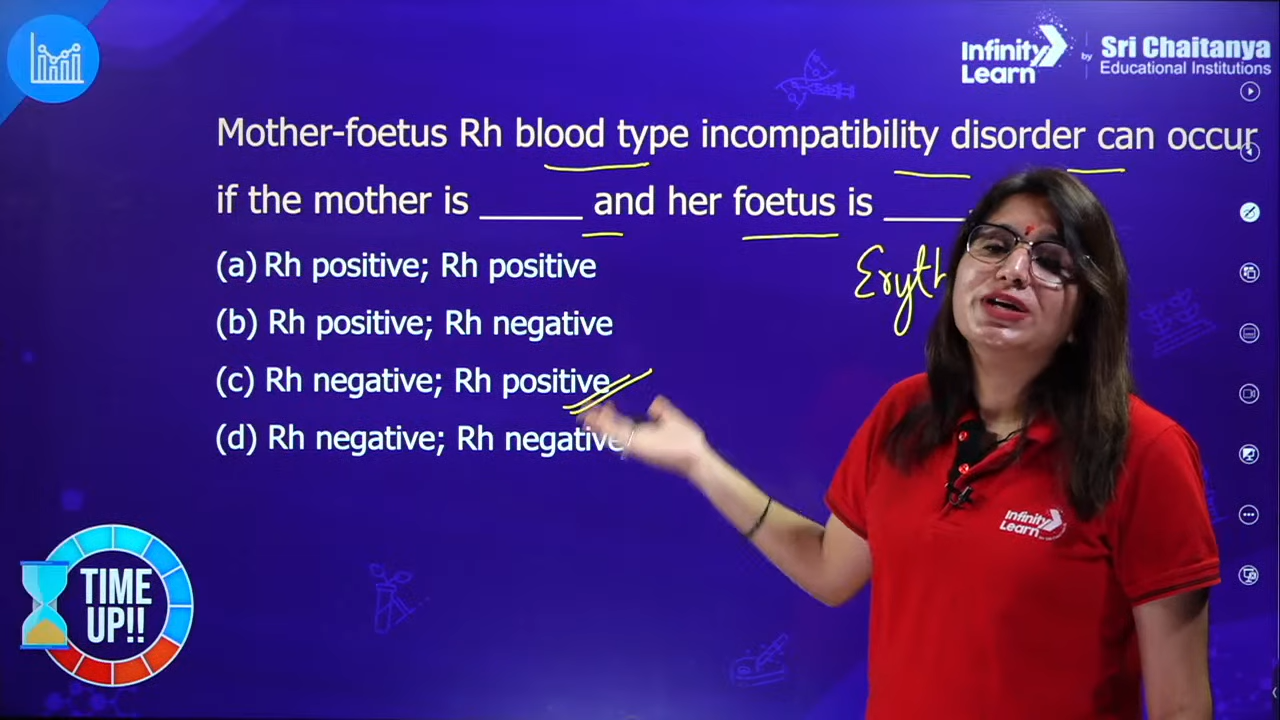 Infinity Learn by Sri Chaitanya Educational Institutions
Mother-foetus Rh blood type incompatibility disorder can occur
if the mother is ______ and her foetus is _____
(a) Rh positive; Rh positive
(b) Rh positive; Rh negative
(c) Rh negative; Rh positive
(d) Rh negative; Rh negative
Eryth
TIME
UP!!
Infinity
Learn